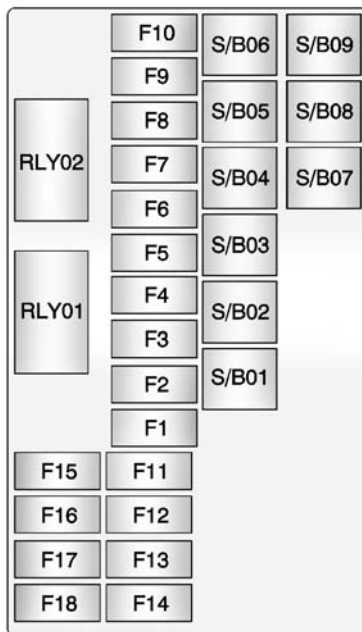 F10 S/B06 S/B09
F9
F8 S/B05 S/B08
RLY02 F7 S/B04 S/B07
F6
F5 S/B03
RLY01 F4 S/B02
F3
F2 S/B01
F1
F15 F11
F16 F12
F17 F13
F18 F14